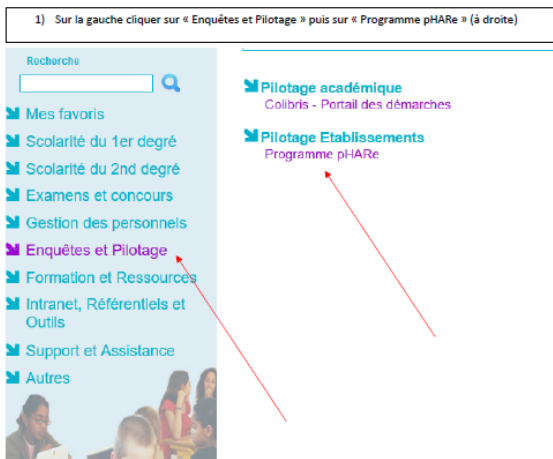 1) Sur la gauche cliquer sur « Enquêtes et Pilotage » puis sur « Programme pHARe » (à droite)
Recherche
Mes favoris
Scolarité du 1er degré
Scolarité du 2nd degré
Examens et concours
Gestion des personnels
Enquêtes et Pilotage
Formation et Ressources
Intranet, Référentiels et
Outils
Support et Assistance
Autres
Pilotage académique
Colibris - Portail des démarches
Pilotage Etablissements
Programme pHARe